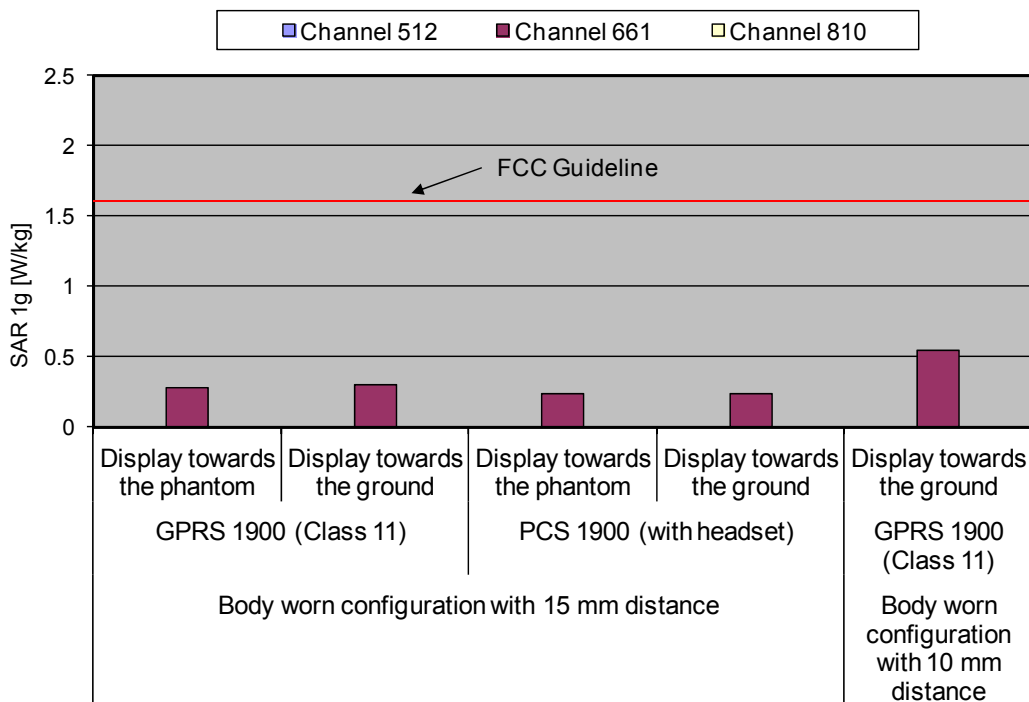 Channel 512 Channel 661 Channel 810
2.5
2
1.5
1
0.5
0
SAR 1g [W/kg]
FCC Guideline
Display towards
the phantom
Display towards
the ground
Display towards
the phantom
Display towards
the ground
Display towards
the ground
GPRS 1900 (Class 11)
PCS 1900 (with headset)
GPRS 1900
(Class 11)
Body worn configuration with 15 mm distance
Body worn
configuration
with 10 mm
distance